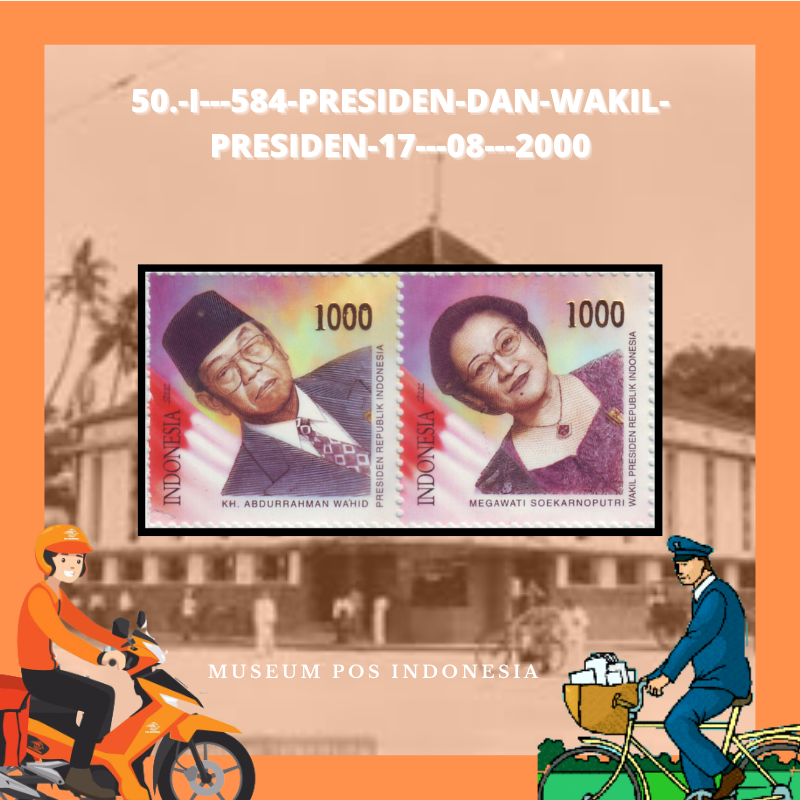 50.-I---584-PRESIDEN-DAN-WAKIL-
PRESIDEN-17---08---2000
1000
INDONESIA
KH. ABDURRAHMAN WAHID
PRESIDEN REPUBLIK INDONESIA
1000
INDONESIA
MEGAWATI SOEKARNOPUTRI
WAKIL PRESIDEN REPUBLIK INDONESIA
MUSEUM POS INDONESIA